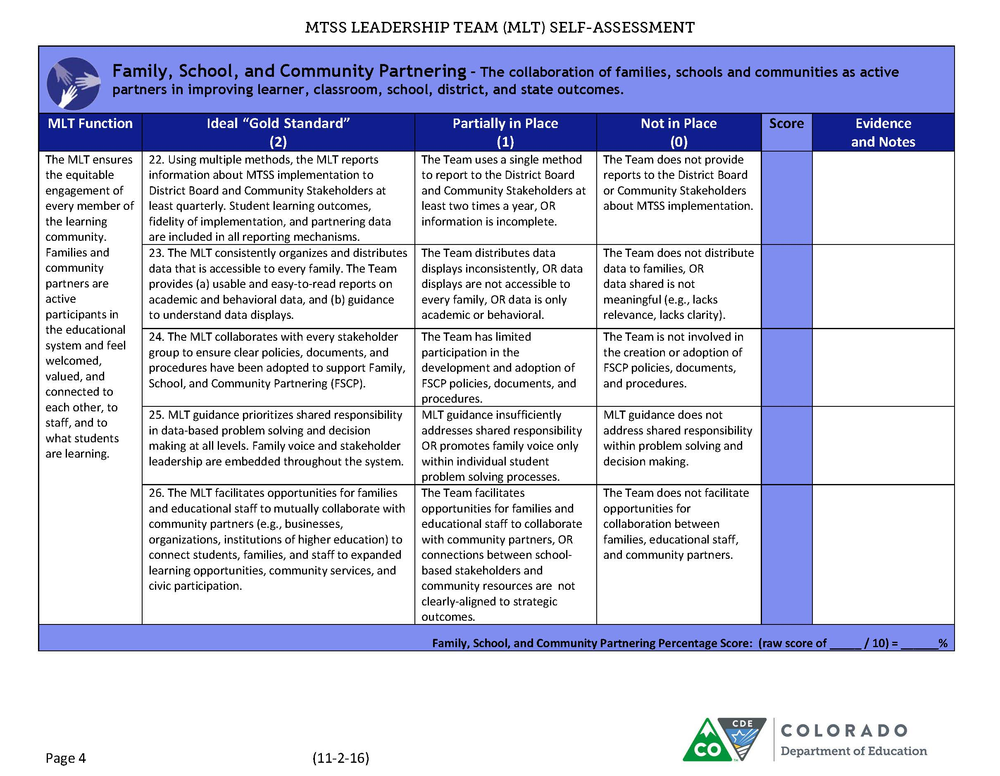 MTSS LEADERSHIP TEAM (MLT) SELF-ASSESSMENT
Family, School, and Community Partnering - The collaboration of families, schools and communities as active
partners in improving learner, classroom, school, district, and state outcomes.
MLT Function
Ideal “Gold Standard”
(2)
Partially in Place
(1)
Not in Place
(0)
Score
Evidence
and Notes
The MLT ensures
the equitable
engagement of
every member of
the learning
community.
Families and
community
partners are
active
participants in
the educational
system and feel
welcomed,
valued, and
connected to
each other, to
staff, and to
what students
are learning.
22. Using multiple methods, the MLT reports
information about MTSS implementation to
District Board and Community Stakeholders at
least quarterly. Student learning outcomes,
fidelity of implementation, and partnering data
are included in all reporting mechanisms.
The Team uses a single method
to report to the District Board
and Community Stakeholders at
least two times a year, OR
information is incomplete.
The Team does not provide
reports to the District Board
or Community Stakeholders
about MTSS implementation.
23. The MLT consistently organizes and distributes
data that is accessible to every family. The Team
provides (a) usable and easy-to-read reports on
academic and behavioral data, and (b) guidance
to understand data displays.
The Team distributes data
displays inconsistently, OR data
displays are not accessible to
every family, OR data is only
academic or behavioral.
The Team does not distribute
data to families, OR
data shared is not
meaningful (e.g., lacks
relevance, lacks clarity).
24. The MLT collaborates with every stakeholder
group to ensure clear policies, documents, and
procedures have been adopted to support Family,
School, and Community Partnering (FSCP).
The Team has limited
participation in the
development and adoption of
FSCP policies, documents, and
procedures.
The Team is not involved in
the creation or adoption of
FSCP policies, documents,
and procedures.
25. MLT guidance prioritizes shared responsibility
in data-based problem solving and decision
making at all levels. Family voice and stakeholder
leadership are embedded throughout the system.
MLT guidance insufficiently
addresses shared responsibility
OR promotes family voice only
within individual student
problem solving processes.
MLT guidance does not
address shared responsibility
within problem solving and
decision making.
26. The MLT facilitates opportunities for families
and educational staff to mutually collaborate with
community partners (e.g., businesses,
organizations, institutions of higher education) to
connect students, families, and staff to expanded
learning opportunities, community services, and
civic participation.
The Team facilitates
opportunities for families and
educational staff to collaborate
with community partners, OR
connections between school-
based stakeholders and
community resources are  not
clearly-aligned to strategic
outcomes.
The Team does not facilitate
opportunities for
collaboration between
families, educational staff,
and community partners.
Family, School, and Community Partnering Percentage Score:  (raw score of _____ / 10) = ______%
CDE
CO
TM
COLORADO
Department of Education
Page 4
(11-2-16)